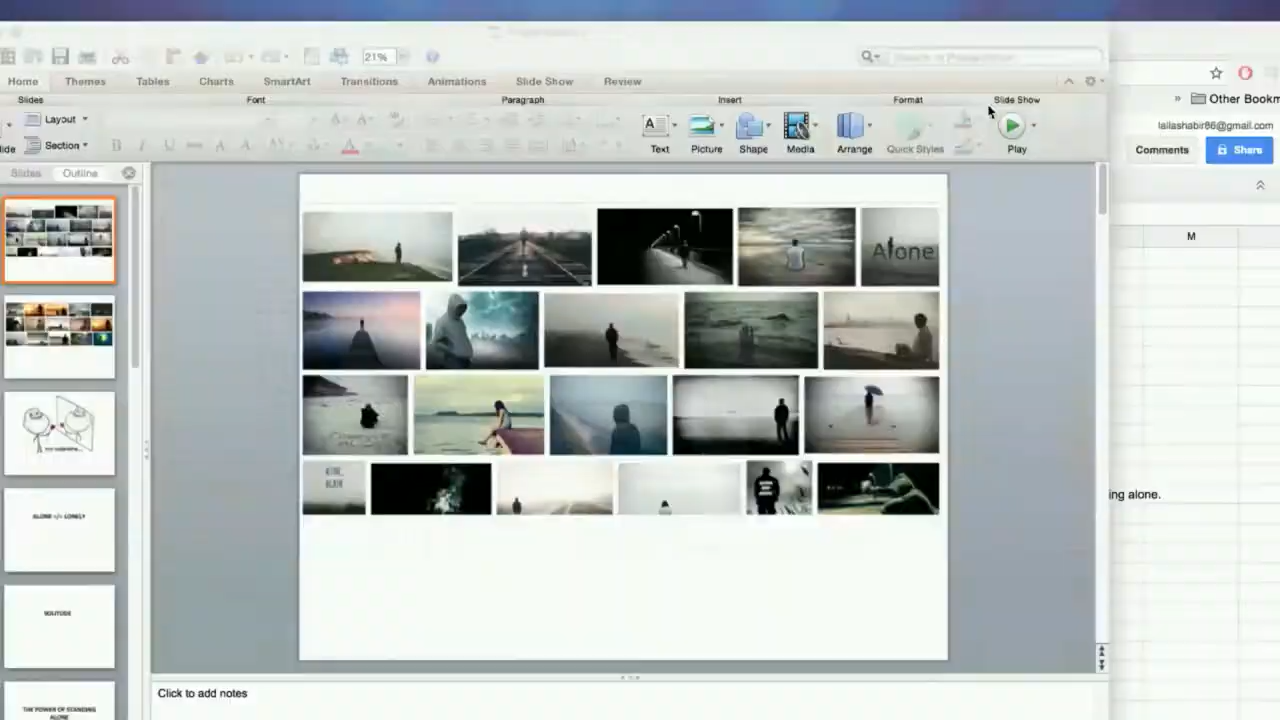 21%
Home Themes Tables Charts SmartArt Transitions Animations Slide Show Review
Slides Font Paragraph Insert Format Slide Show
Layout
Section
Text Picture Shape Media Arrange Quick Styles Play
Slides Outline
Other Bookm
lailashabir86@gmail.com
Comments Share
M
Alone
ALONE
SOLITUDE
THE POWER OF STANDING
ALONE
ing alone.
Click to add notes